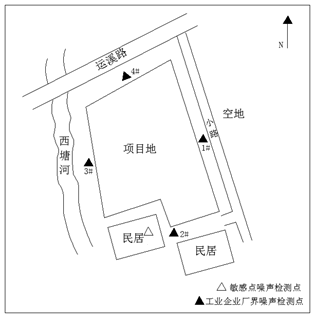 N
运溪路
4#
西塘河
项目地
小路
空地
1#
3#
民居
2#
民居
敏感点噪声检测点
工业企业厂界噪声检测点